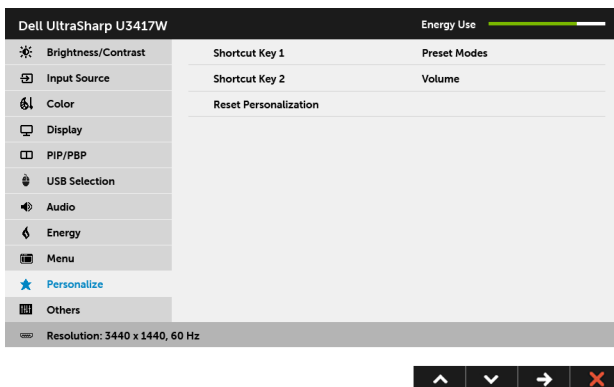 Dell UltraSharp U3417W
Energy Use
Brightness/Contrast
Shortcut Key 1
Preset Modes
Input Source
Shortcut Key 2
Volume
Color
Reset Personalization
Display
PIP/PBP
USB Selection
Audio
Energy
Menu
Personalize
Others
Resolution: 3440 x 1440, 60 Hz